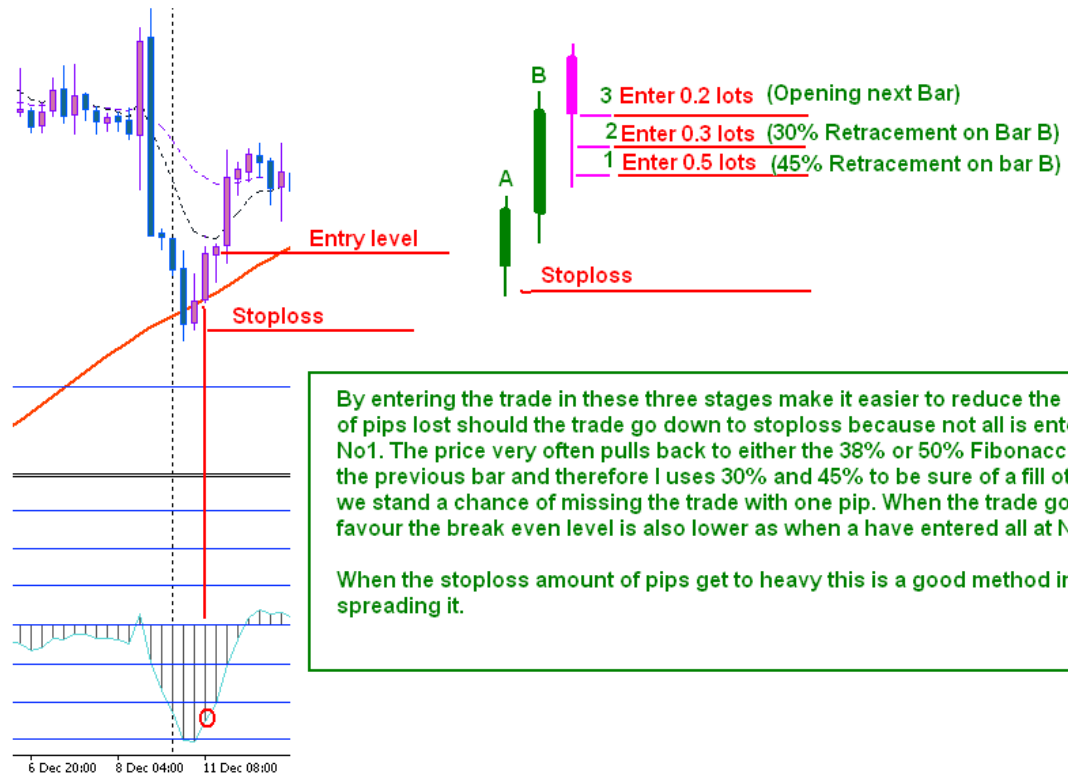 B
3 Enter 0.2 lots (Opening next Bar)
2 Enter 0.3 lots (30% Retracement on Bar B)
1 Enter 0.5 lots (45% Retracement on bar B)
A
Entry level
Stoploss
Stoploss
By entering the trade in these three stages make it easier to reduce the
of pips lost should the trade go down to stoploss because not all is ente
No1. The price very often pulls back to either the 38% or 50% Fibonacc
the previous bar and therefore I uses 30% and 45% to be sure of a fill ot
we stand a chance of missing the trade with one pip. When the trade go
favour the break even level is also lower as when a have entered all at N
When the stoploss amount of pips get to heavy this is a good method in
spreading it.
6 Dec 20:00 8 Dec 04:00 11 Dec 08:00